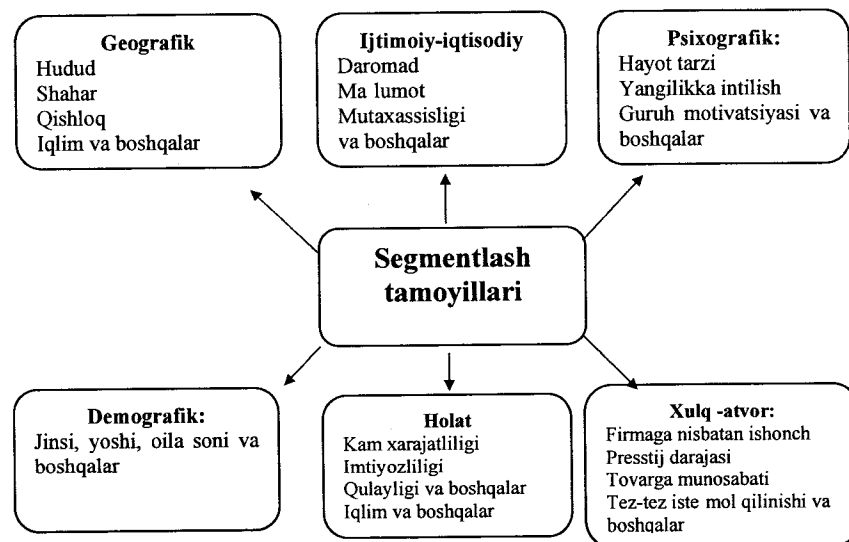 Geografik
Hudud
Shahar
Qishloq
Iqlim va boshqalar
Ijtimoiy-iqtisodiy
Daromad
Ma lumot
Mutaxassisligi
va boshqalar
Psixografik:
Hayot tarzi
Yangilikka intilish
Guruh motivatsiyasi va
boshqalar
Segmentlash
tamoyillari
Demografik:
Jinsi, yoshi, oila soni va
boshqalar
Holat
Kam xarajatliligi
Imtiyozliligi
Qulayligi va boshqalar
Iqlim va boshqalar
Xulq -atvor:
Firmaga nisbatan ishonch
Presstij darajasi
Tovarga munosabati
Tez-tez iste mol qilinishi va
boshqalar